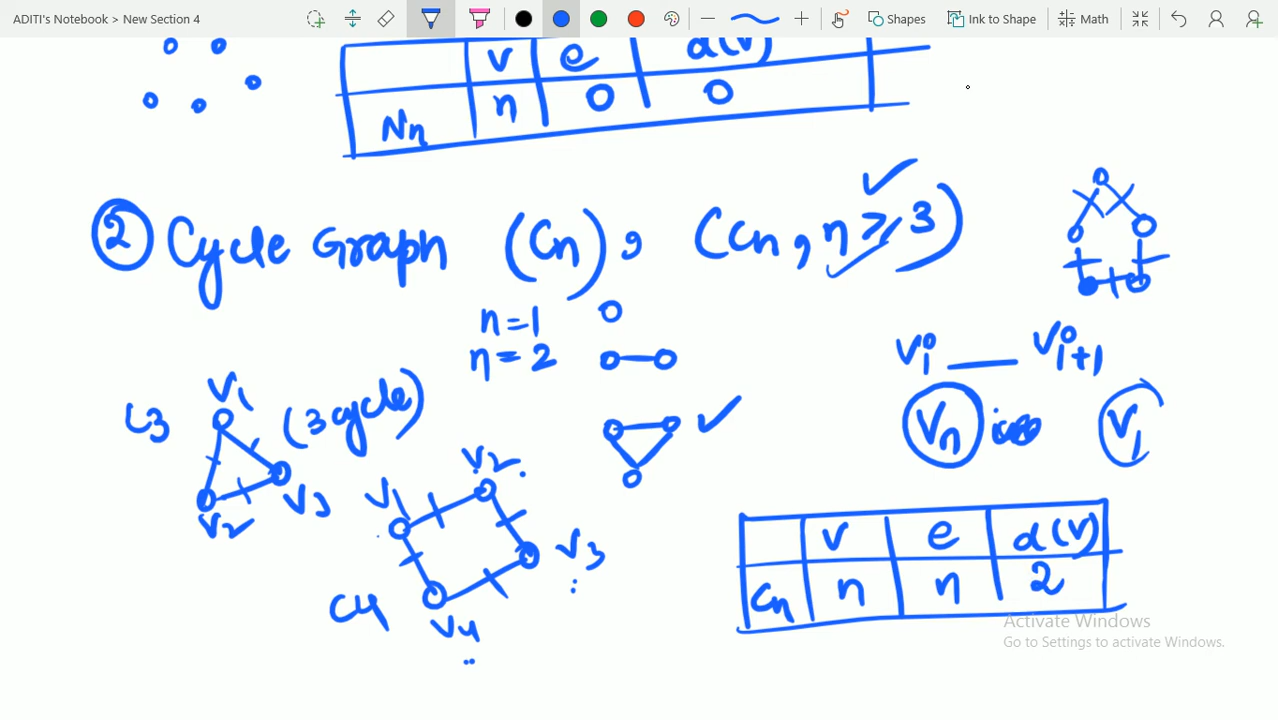 ADITI's Notebook > New Section 4
Shapes
Ink to Shape
Math
v e d(v)
Nn n 0 0
② Cycle Graph (Cn), (Cn, n ≥ 3)
n=1
n=2
Vi — Vi+1
Vn V1
C3 V1 (3 cycle)
V2 V3
V1 V2
V3
C4 V4
v e d(v)
Cn n n 2
Activate Windows
Go to Settings to activate Windows.